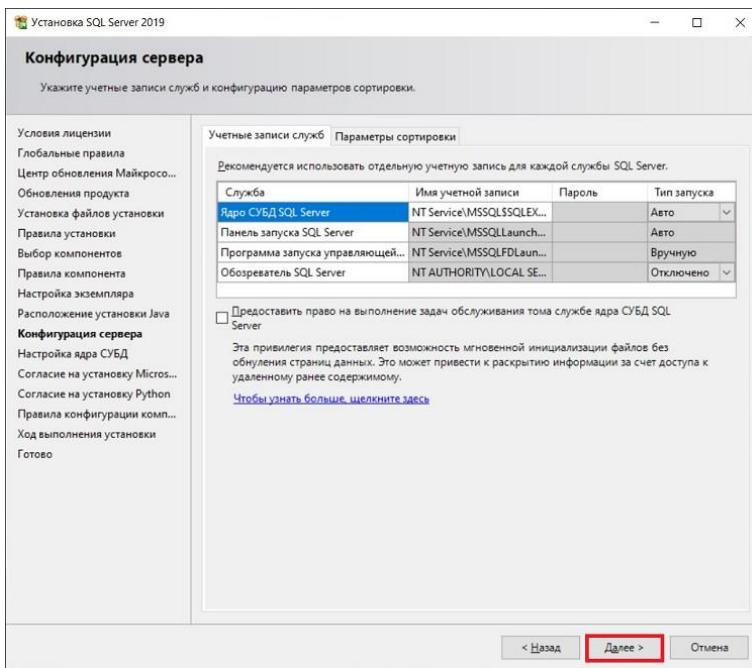 Установка SQL Server 2019
Конфигурация сервера
Укажите учетные записи служб и конфигурацию параметров сортировки.
Условия лицензии
Глобальные правила
Центр обновления Майкросо...
Обновления продукта
Установка файлов установки
Правила установки
Выбор компонентов
Правила компонента
Настройка экземпляра
Расположение установки Java
Конфигурация сервера
Настройка ядра СУБД
Согласие на установку Micros...
Согласие на установку Python
Правила конфигурации комп...
Ход выполнения установки
Готово
Учетные записи служб Параметры сортировки
Рекомендуется использовать отдельную учетную запись для каждой службы SQL Server.
Служба Имя учетной записи Пароль Тип запуска
Ядро СУБД SQL Server NT Service\MSSQL$SQLEX... Авто
Панель запуска SQL Server NT Service\MSSQLLaunch... Авто
Программа запуска управляющей... NT Service\MSSQLFDLaun... Вручную
Обозреватель SQL Server NT AUTHORITY\LOCAL SE... Отключено
Предоставить право на выполнение задач обслуживания тома службе ядра СУБД SQL
Server
Эта привилегия предоставляет возможность мгновенной инициализации файлов без
обнуления страниц данных. Это может привести к раскрытию информации за счет доступа к
удаленному ранее содержимому.
Чтобы узнать больше, щелкните здесь
< Назад Далее > Отмена